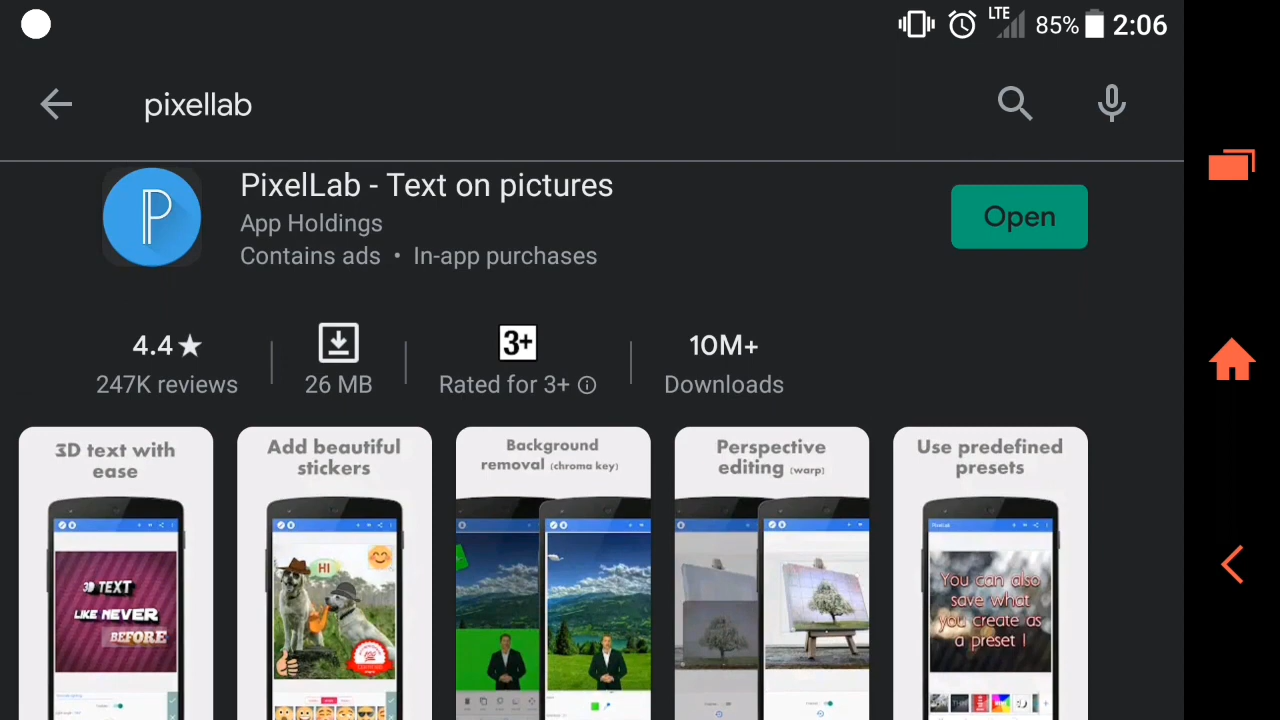 LTE 85% 2:06
pixellab
PixelLab - Text on pictures
App Holdings
Contains ads • In-app purchases
Open
4.4★
247K reviews
26 MB
3+
Rated for 3+
10M+
Downloads
3D text with
ease
3D TEXT
LIKE NEVER
BEFORE
Add beautiful
stickers
HI
Background
removal (chroma key)
Perspective
editing (warp)
Use predefined
presets
PixelLab
You can also
save what
you create as
a preset !